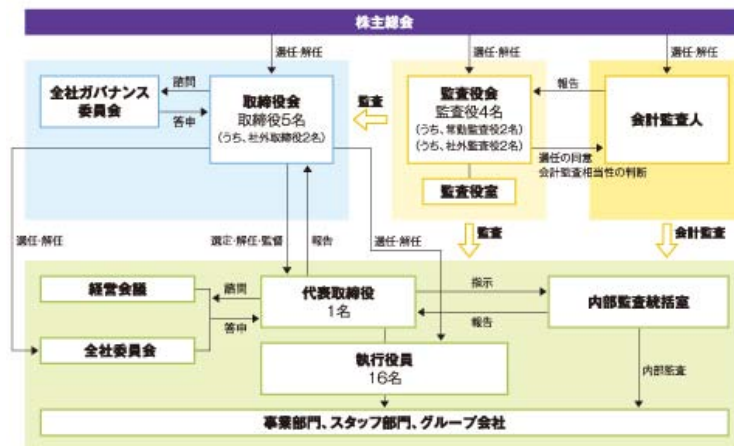 株主総会
選任·解任
選任·解任
選任·解任
全社ガバナンス
委員会
諮問
答申
取締役会
取締役5名
(うち、社外取締役2名)
監査
監査役会
監査役4名
(うち、常勤監査役2名)
(うち、社外監査役2名)
監査役室
報告
選任の同意
会計監査相当性の判断
会計監査人
選任·解任
選定·解任·監督
報告
選任·解任
監査
会計監査
経営会議
全社委員会
諮問
答申
代表取締役
1名
指示
報告
内部監査統括室
執行役員
16名
内部監査
事業部門、スタッフ部門、グループ会社